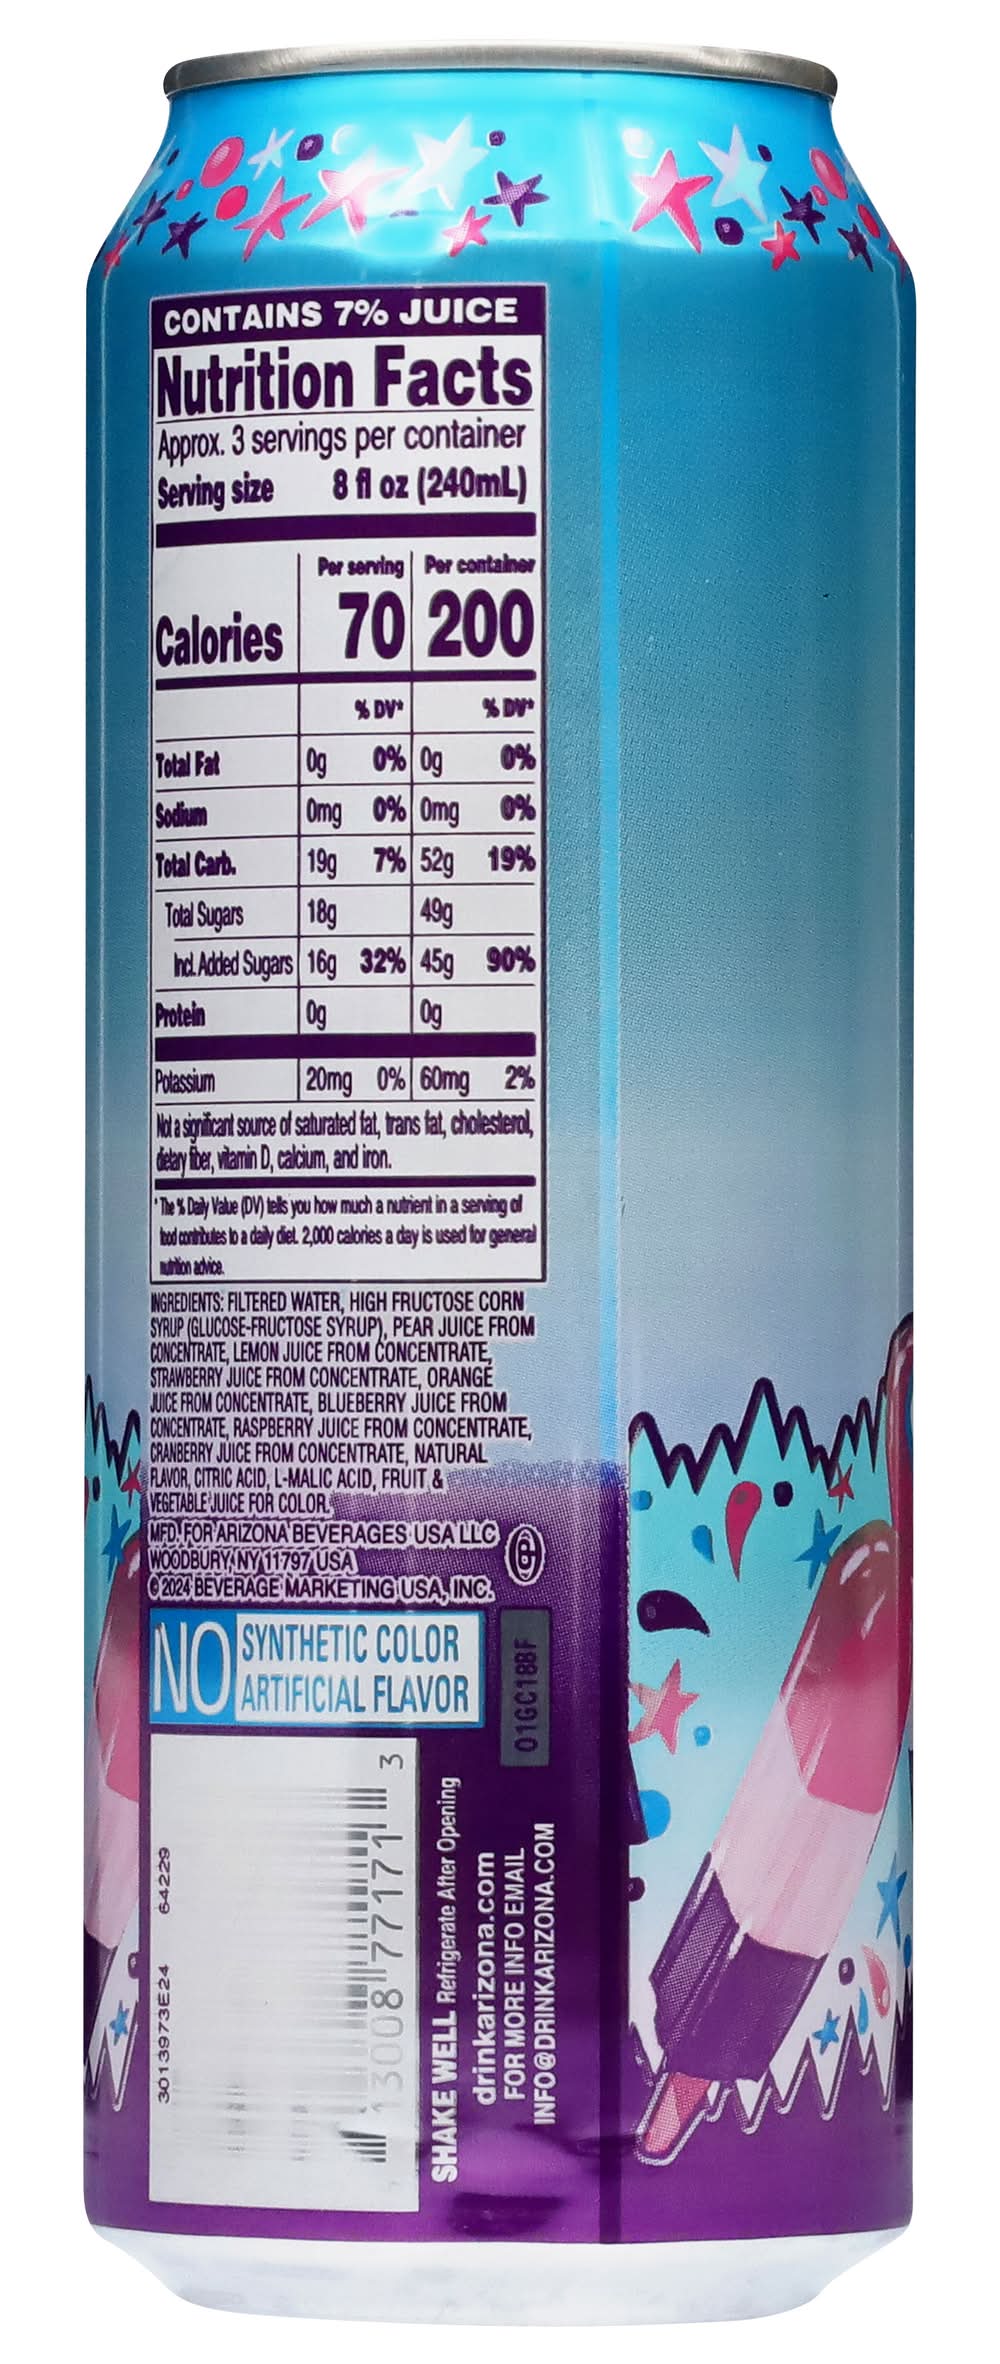 CONTAINS 7% JUICE
Nutrition Facts
Approx. 3 servings per container
Serving size 8 fl oz (240mL)
Per serving Per container
Calories 70 200
% DV* % DV*
Total Fat 0g 0% 0g 0%
Sodium 0mg 0% 0mg 0%
Total Carb. 19g 7% 52g 19%
Total Sugars 18g 49g
Incl. Added Sugars 16g 32% 45g 90%
Protein 0g 0g
Potassium 20mg 0% 60mg 2%
Not a significant source of saturated fat, trans fat, cholesterol,
dietary fiber, vitamin D, calcium, and iron.
* The % Daily Value (DV) tells you how much a nutrient in a serving of
food contributes to a daily diet. 2,000 calories a day is used for general
nutrition advice.
INGREDIENTS: FILTERED WATER, HIGH FRUCTOSE CORN
SYRUP (GLUCOSE-FRUCTOSE SYRUP), PEAR JUICE FROM
CONCENTRATE, LEMON JUICE FROM CONCENTRATE,
STRAWBERRY JUICE FROM CONCENTRATE, ORANGE
JUICE FROM CONCENTRATE, BLUEBERRY JUICE FROM
CONCENTRATE, RASPBERRY JUICE FROM CONCENTRATE,
CRANBERRY JUICE FROM CONCENTRATE, NATURAL
FLAVOR, CITRIC ACID, L-MALIC ACID, FRUIT &
VEGETABLE JUICE FOR COLOR.
MFD. FOR ARIZONA BEVERAGES USA LLC
WOODBURY, NY 11797 USA
© 2024 BEVERAGE MARKETING USA, INC.
NO SYNTHETIC COLOR
ARTIFICIAL FLAVOR
01GC188F
3013973E24 64229
13008 77171 3
SHAKE WELL Refrigerate After Opening
drinkarizona.com
FOR MORE INFO EMAIL
INFO@DRINKARIZONA.COM